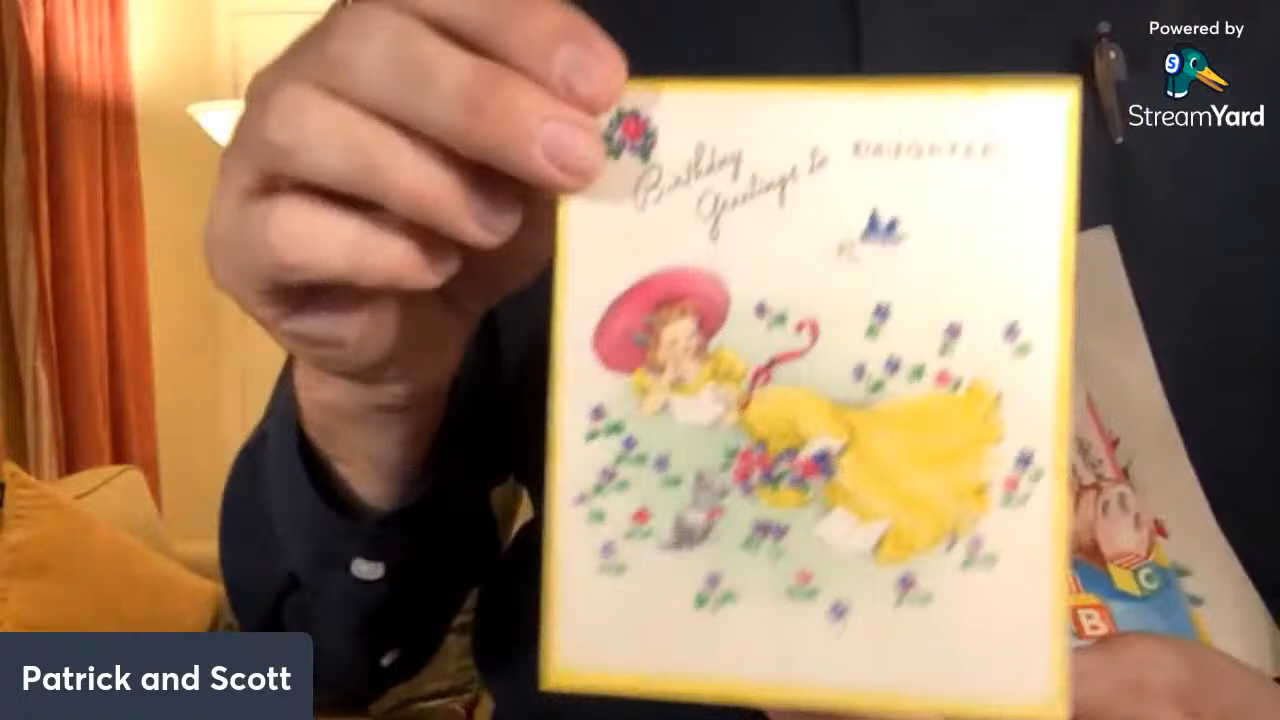 Powered by
StreamYard
Birthday
Greetings to DAUGHTER
C
B
Patrick and Scott